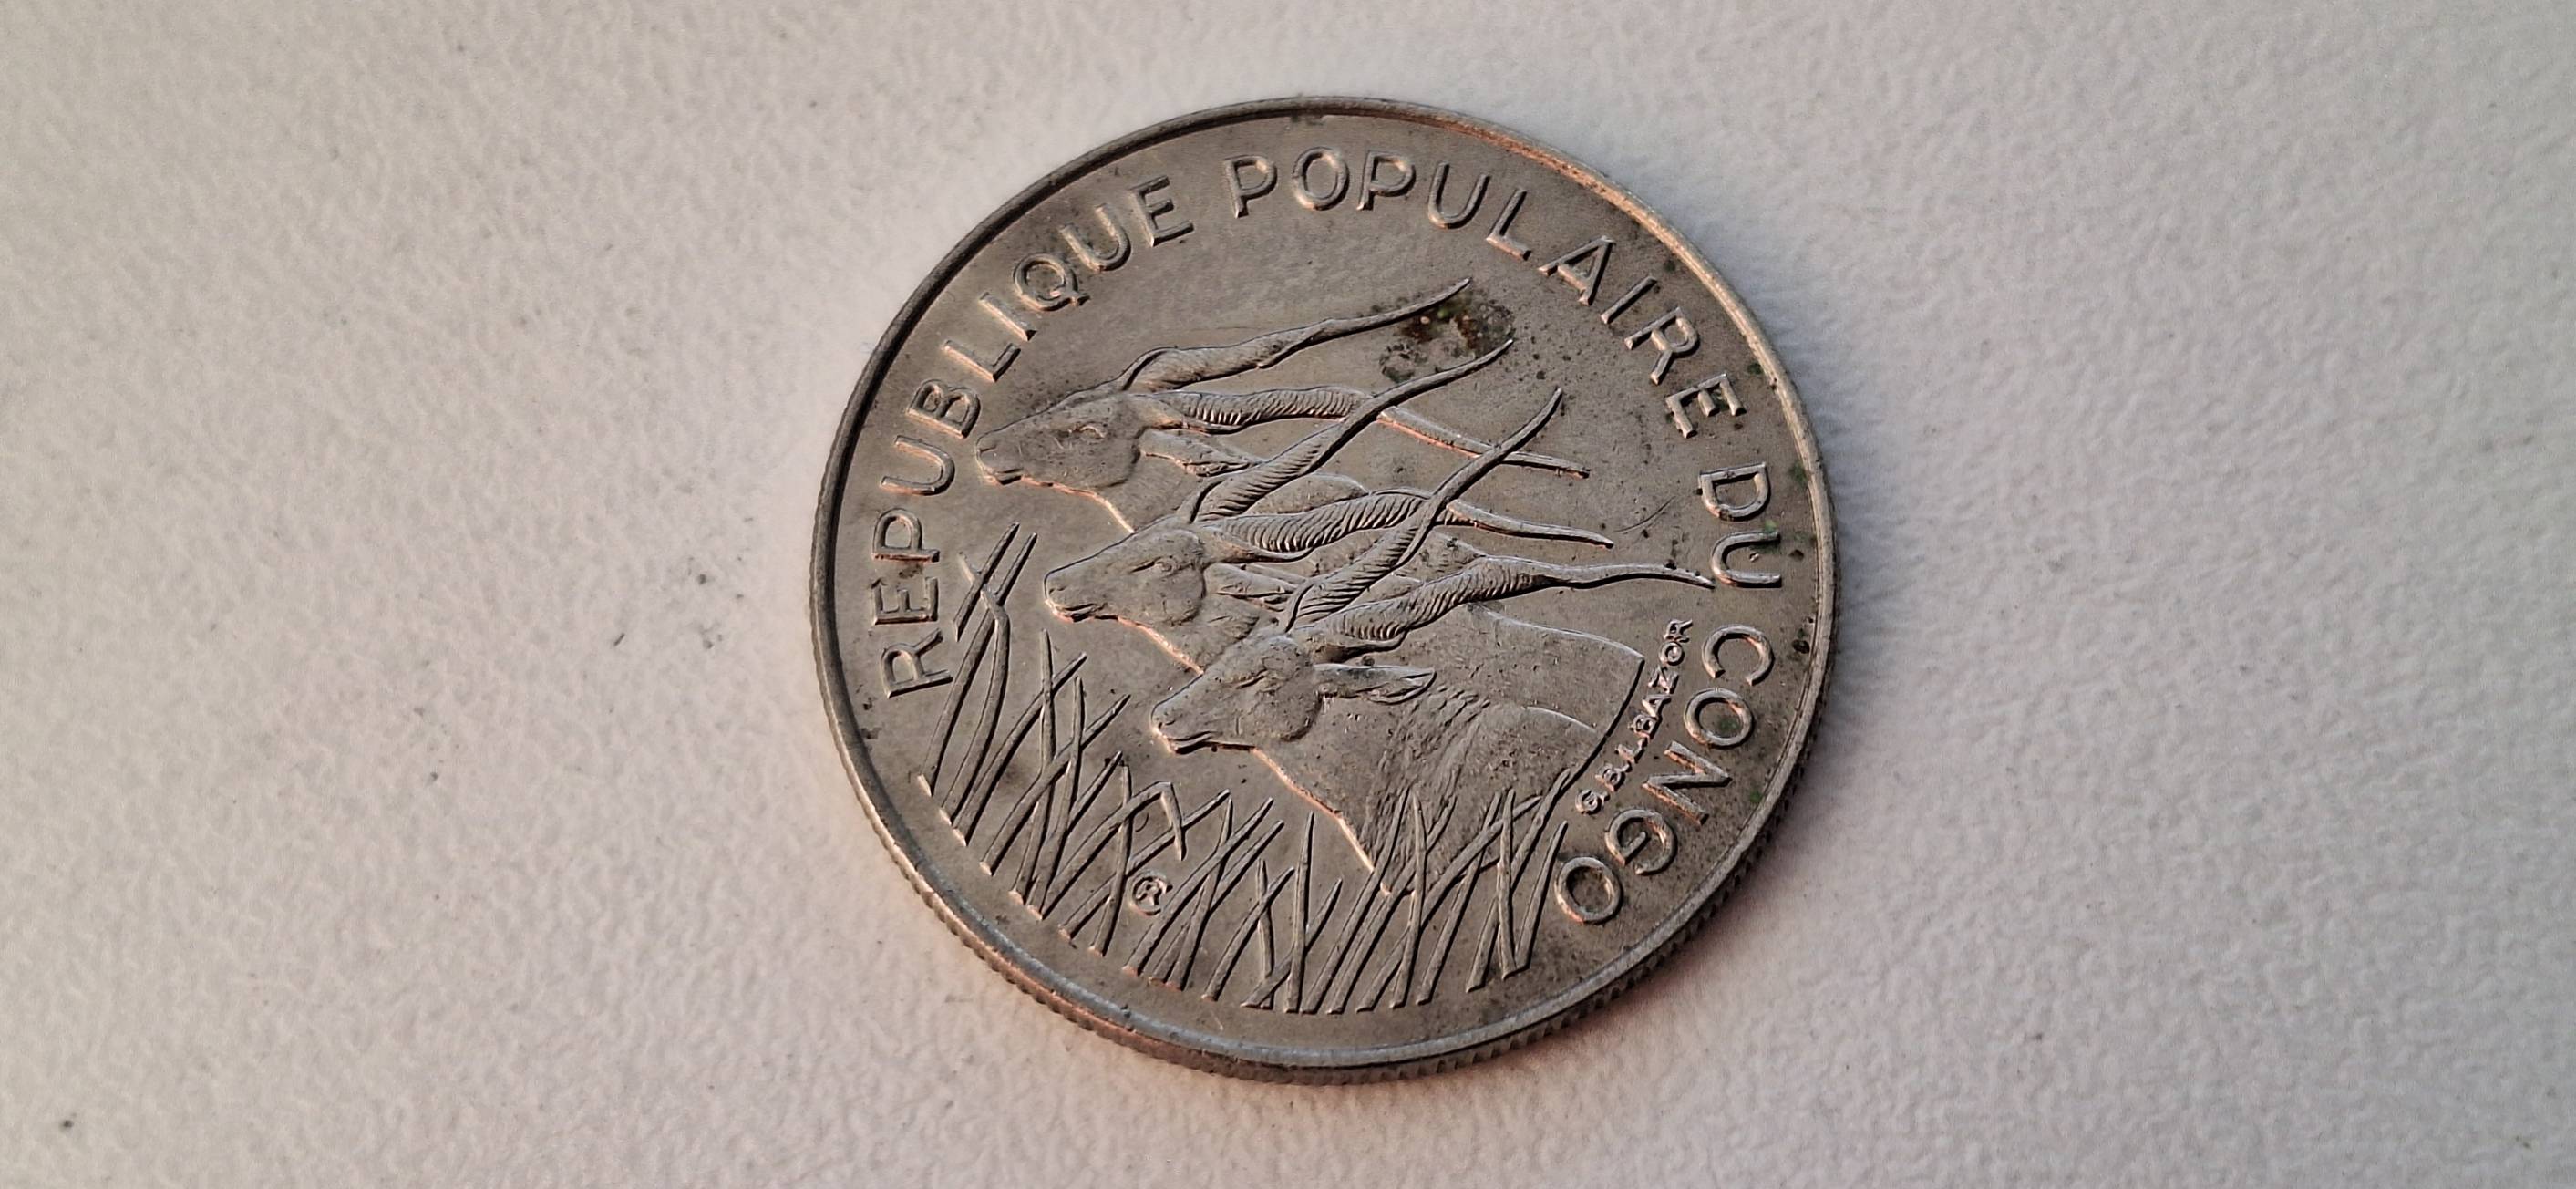 REPUBLIQUE POPULAIRE DU CONGO
G.B.L.BAZOR